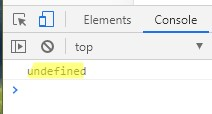 Elements Console
top
undefined
>